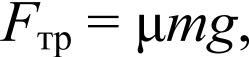 Fтр = μmg,